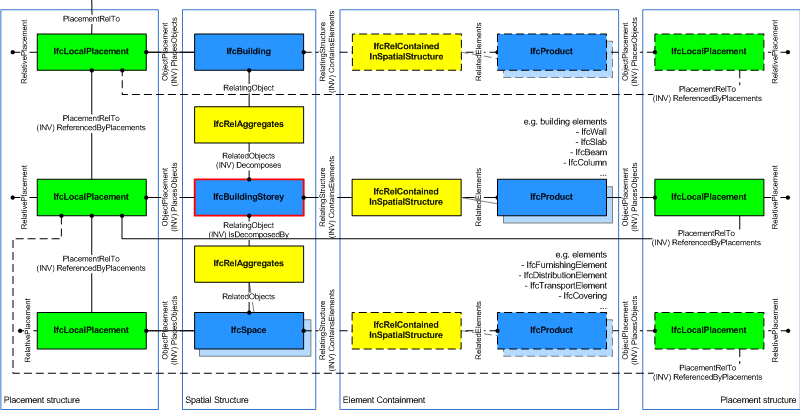 PlacementRelTo
RelativePlacement
IfcLocalPlacement
ObjectPlacement
(INV) PlacesObjects
IfcBuilding
RelatingStructure
(INV) ContainsElements
IfcRelContained
InSpatialStructure
RelatedElements
IfcProduct
ObjectPlacement
(INV) PlacesObjects
IfcLocalPlacement
RelativePlacement
RelatingObject
PlacementRelTo
(INV) ReferencedByPlacements
PlacementRelTo
(INV) ReferencedByPlacements
IfcRelAggregates
e.g. building elements
- IfcWall
- IfcSlab
- IfcBeam
- IfcColumn
...
RelatedObjects
(INV) Decomposes
RelativePlacement
IfcLocalPlacement
ObjectPlacement
(INV) PlacesObjects
IfcBuildingStorey
RelatingStructure
(INV) ContainsElements
IfcRelContained
InSpatialStructure
RelatedElements
IfcProduct
ObjectPlacement
(INV) PlacesObjects
IfcLocalPlacement
RelativePlacement
RelatingObject
(INV) IsDecomposedBy
PlacementRelTo
(INV) ReferencedByPlacements
PlacementRelTo
(INV) ReferencedByPlacements
IfcRelAggregates
e.g. elements
- IfcFurnishingElement
- IfcDistributionElement
- IfcTransportElement
- IfcCovering
...
RelatedObjects
RelativePlacement
IfcLocalPlacement
ObjectPlacement
(INV) PlacesObjects
IfcSpace
RelatingStructure
(INV) ContainsElements
IfcRelContained
InSpatialStructure
RelatedElements
IfcProduct
ObjectPlacement
(INV) PlacesObjects
IfcLocalPlacement
RelativePlacement
PlacementRelTo
(INV) ReferencedByPlacements
Placement structure
Spatial Structure
Element Containment
Placement structure